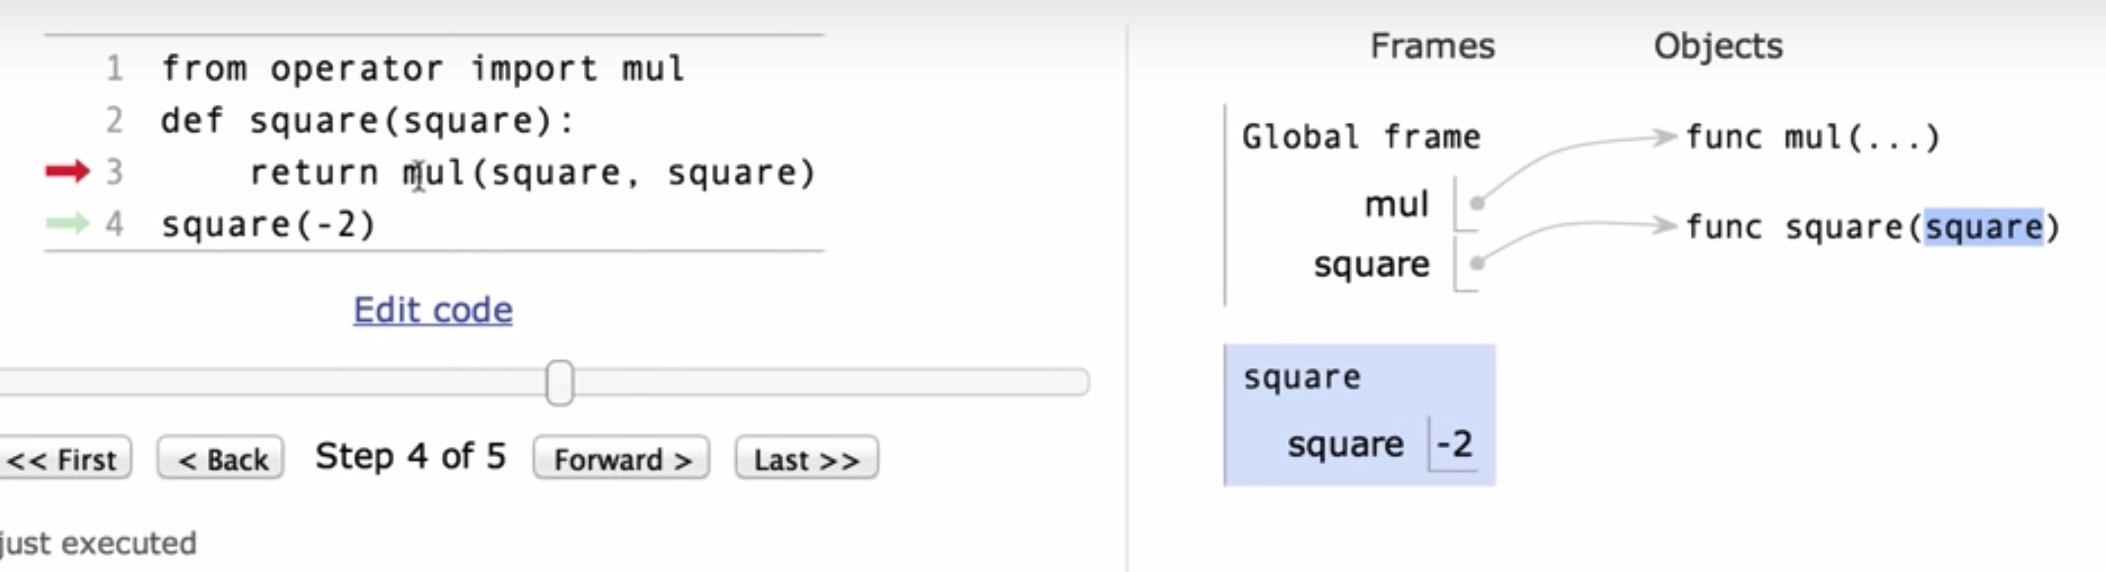 1 from operator import mul
2 def square(square):
3     return mul(square, square)
4 square(-2)
Edit code
<< First < Back Step 4 of 5 Forward > Last >>
just executed
Frames Objects
Global frame func mul(...)
mul
square func square(square)
square
square -2